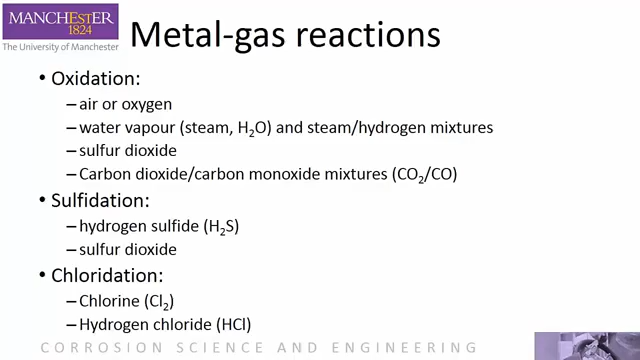 MANCHESTER
1824
The University of Manchester
Metal-gas reactions
• Oxidation:
–air or oxygen
–water vapour (steam, H₂O) and steam/hydrogen mixtures
–sulfur dioxide
–Carbon dioxide/carbon monoxide mixtures (CO₂/CO)
• Sulfidation:
–hydrogen sulfide (H₂S)
–sulfur dioxide
• Chloridation:
–Chlorine (Cl₂)
–Hydrogen chloride (HCl)
CORROSION SCIENCE AND ENGINEERING